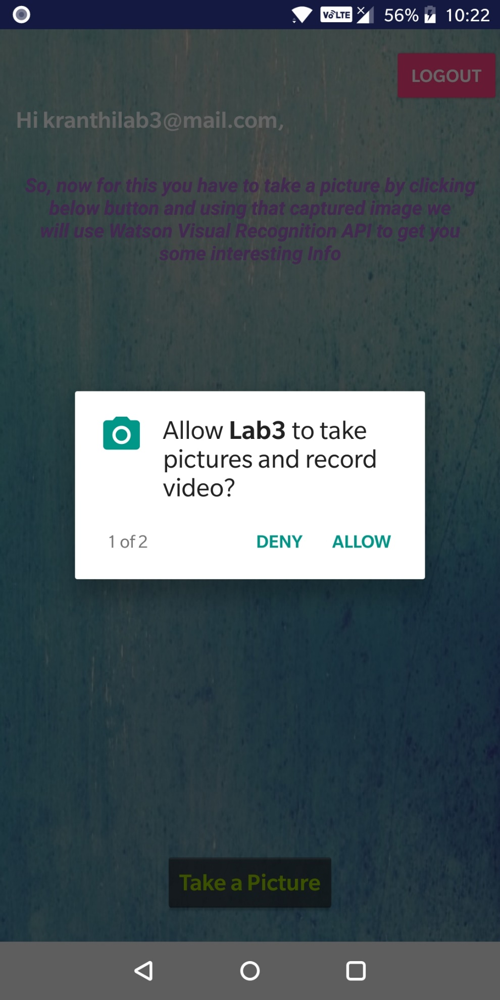 VoLTE 56% 10:22
LOGOUT
Hi kranthilab3@mail.com,
So, now for this you have to take a picture by clicking
below button and using that captured image we
will use Watson Visual Recognition API to get you
some interesting Info
Allow Lab3 to take
pictures and record
video?
1 of 2 DENY ALLOW
Take a Picture